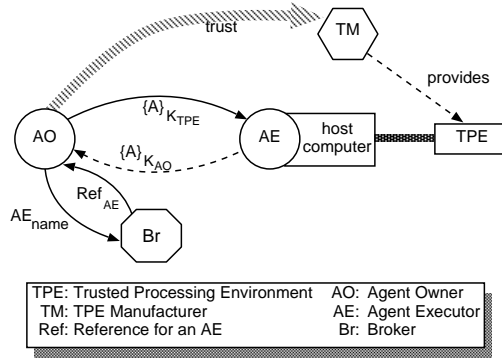 trust
TM
provides
{A} K_TPE
AO
AE
host
computer
TPE
{A} K_AO
Ref_AE
AE_name
Br
TPE: Trusted Processing Environment AO: Agent Owner
TM: TPE Manufacturer AE: Agent Executor
Ref: Reference for an AE Br: Broker